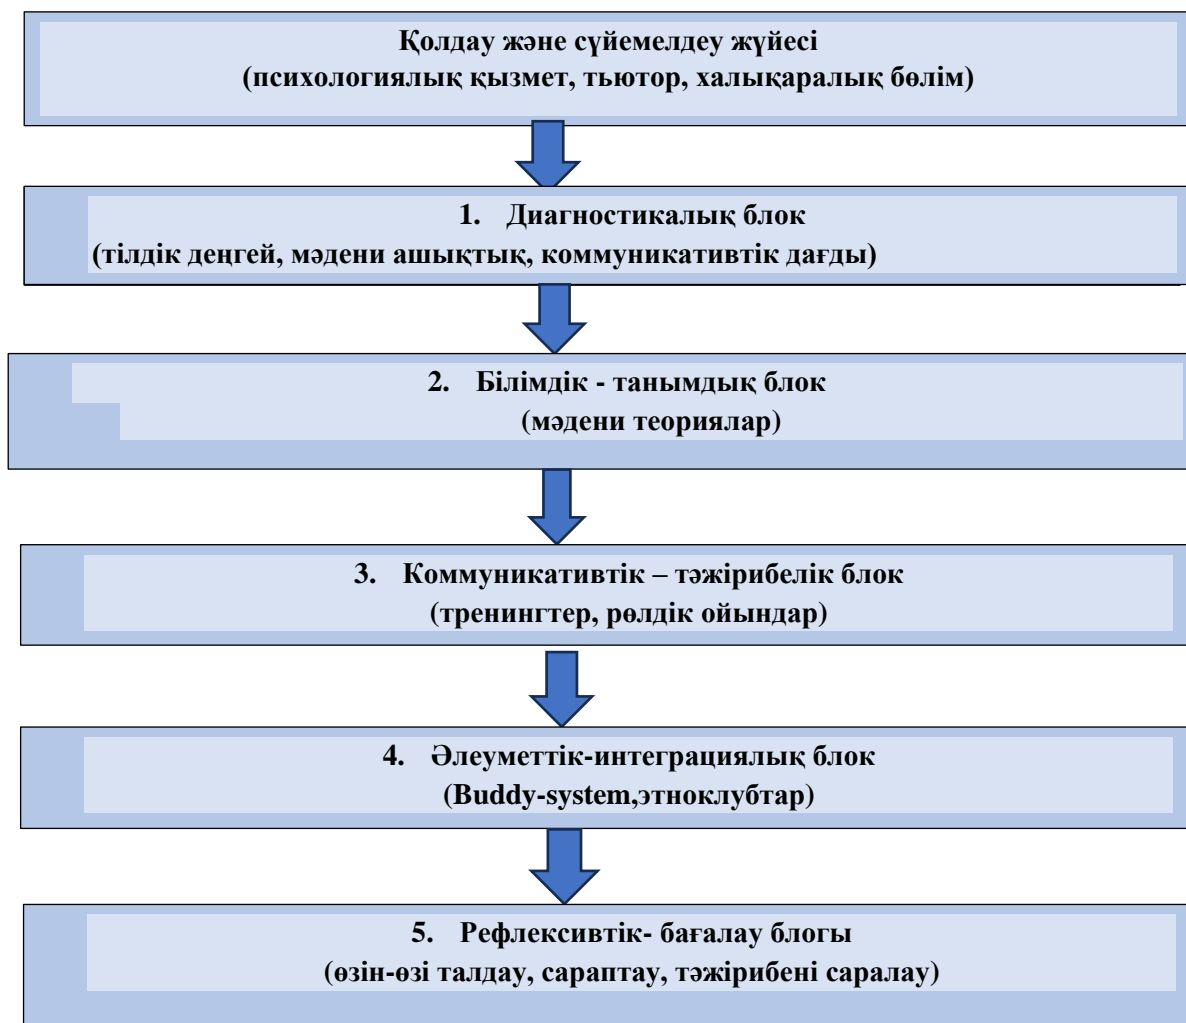 Қолдау және сүйемелдеу жүйесі
(психологиялық қызмет, тьютор, халықаралық бөлім)
1. Диагностикалық блок
(тілдік деңгей, мәдени ашықтық, коммуникативтік дағды)
2. Білімдік - танымдық блок
(мәдени теориялар)
3. Коммуникативтік – тәжірибелік блок
(тренингтер, рөлдік ойындар)
4. Әлеуметтік-интеграциялық блок
(Buddy-system,этноклубтар)
5. Рефлексивтік- бағалау блогы
(өзін-өзі талдау, сараптау, тәжірибені саралау)